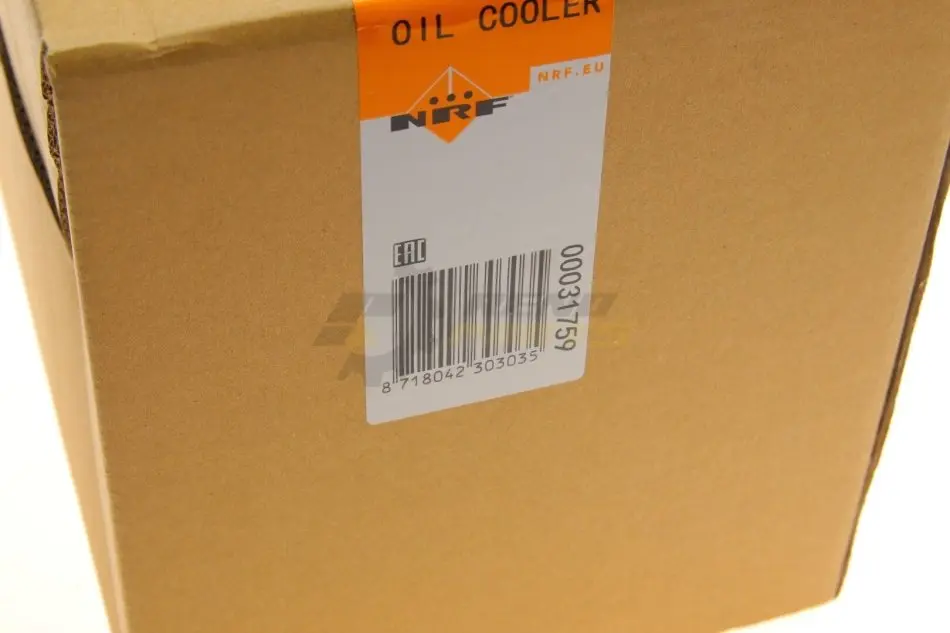 OIL COOLER
NRF.EU
NRF
EAC
00031759
8 718042 303035